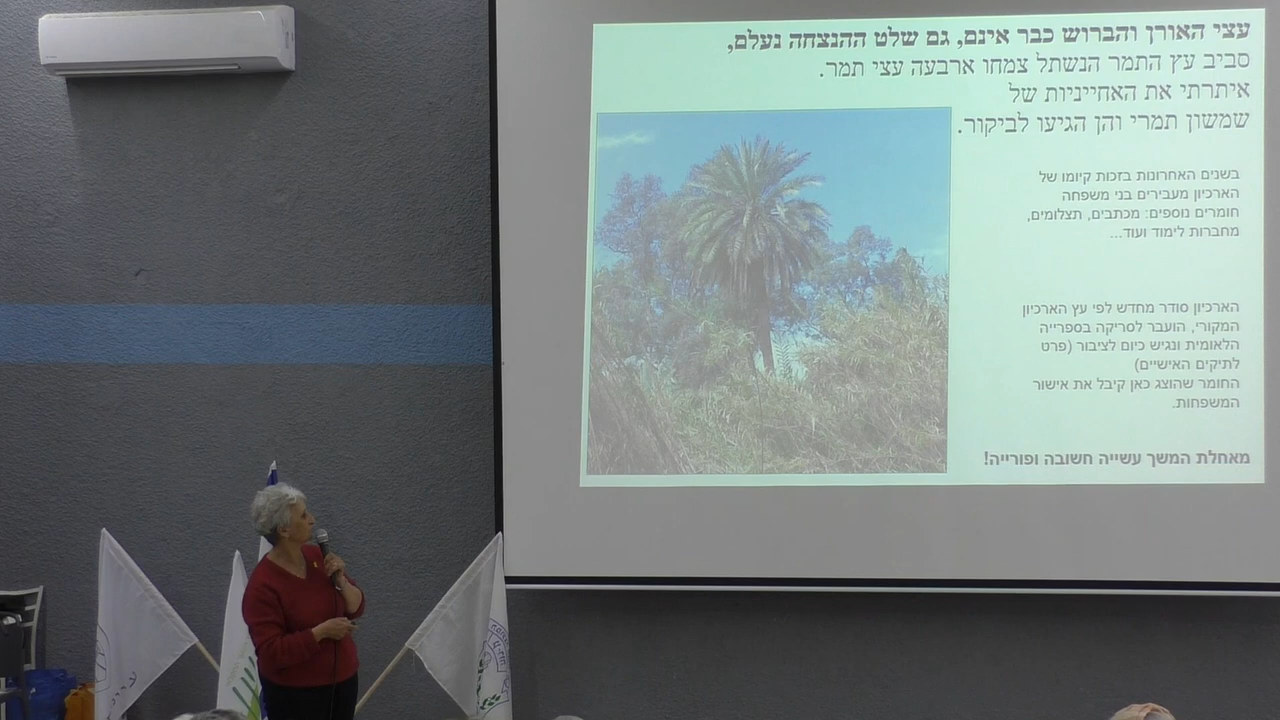 עצי האורן והברוש כבר אינם, גם שלט ההנצחה נעלם,
סביב עץ התמר הנשתל צמחו ארבעה עצי תמר.
איתרתי את האחייניות של
שמשון תמרי והן הגיעו לביקור.
בשנים האחרונות בזכות קיומו של
הארכיון מעבירים בני משפחה
חומרים נוספים: מכתבים, תצלומים,
מחברות לימוד ועוד...
הארכיון סודר מחדש לפי עץ הארכיון
המקורי, הועבר לסריקה בספרייה
הלאומית ונגיש כיום לציבור (פרט
לתיקים האישיים)
החומר שהוצג כאן קיבל את אישור
המשפחות.
מאחלת המשך עשייה חשובה ופורייה!